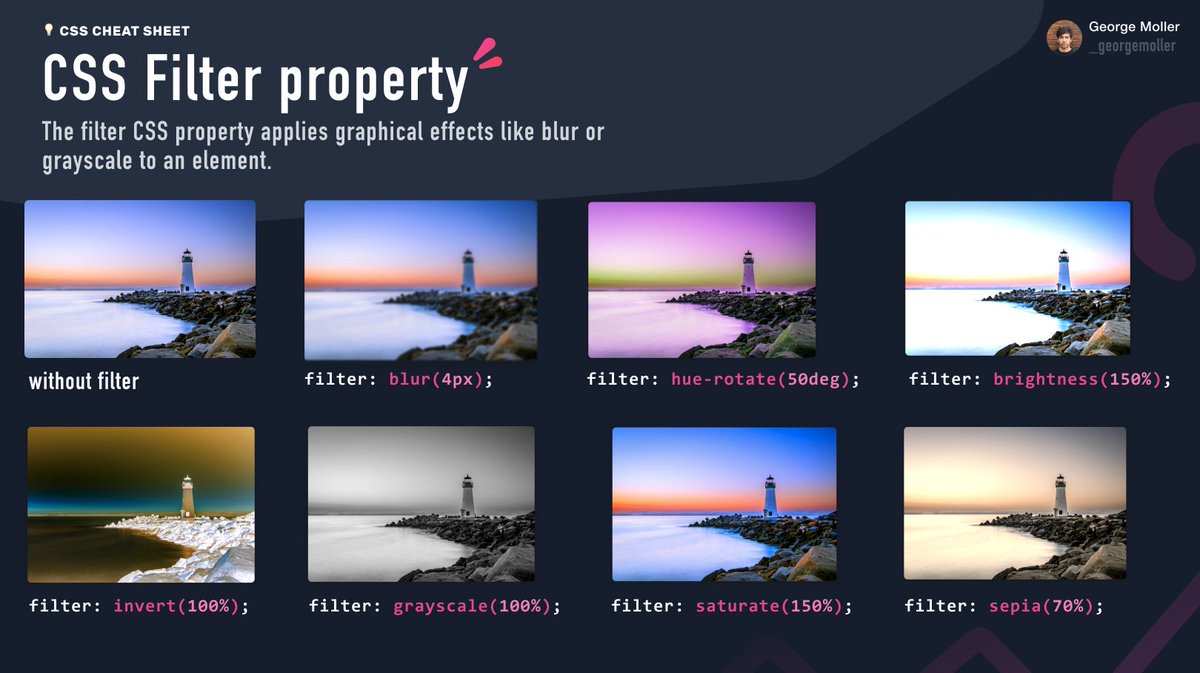 CSS CHEAT SHEET
George Moller
_georgemoller
CSS Filter property
The filter CSS property applies graphical effects like blur or
grayscale to an element.
without filter
filter: blur(4px);
filter: hue-rotate(50deg);
filter: brightness(150%);
filter: invert(100%);
filter: grayscale(100%);
filter: saturate(150%);
filter: sepia(70%);